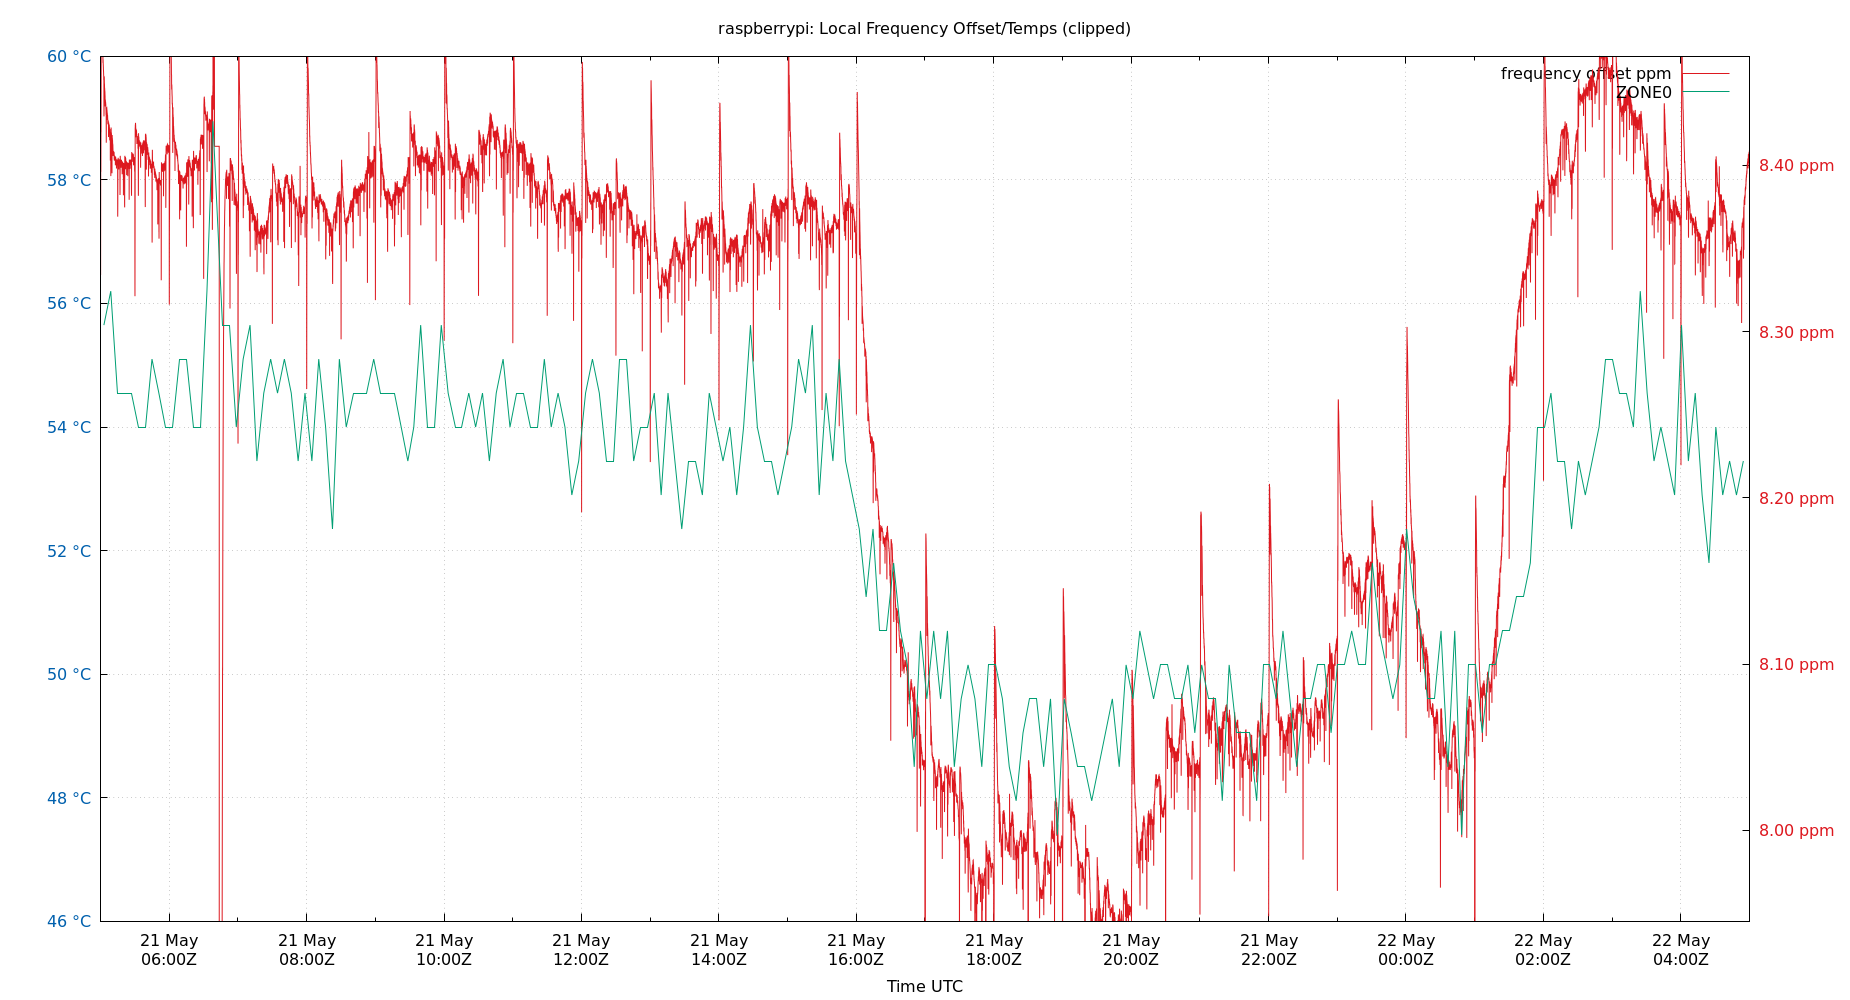 raspberrypi: Local Frequency Offset/Temps (clipped)
60 °C
58 °C
56 °C
54 °C
52 °C
50 °C
48 °C
46 °C
frequency offset ppm
ZONE0
8.40 ppm
8.30 ppm
8.20 ppm
8.10 ppm
8.00 ppm
21 May
06:00Z
21 May
08:00Z
21 May
10:00Z
21 May
12:00Z
21 May
14:00Z
21 May
16:00Z
21 May
18:00Z
21 May
20:00Z
21 May
22:00Z
22 May
00:00Z
22 May
02:00Z
22 May
04:00Z
Time UTC